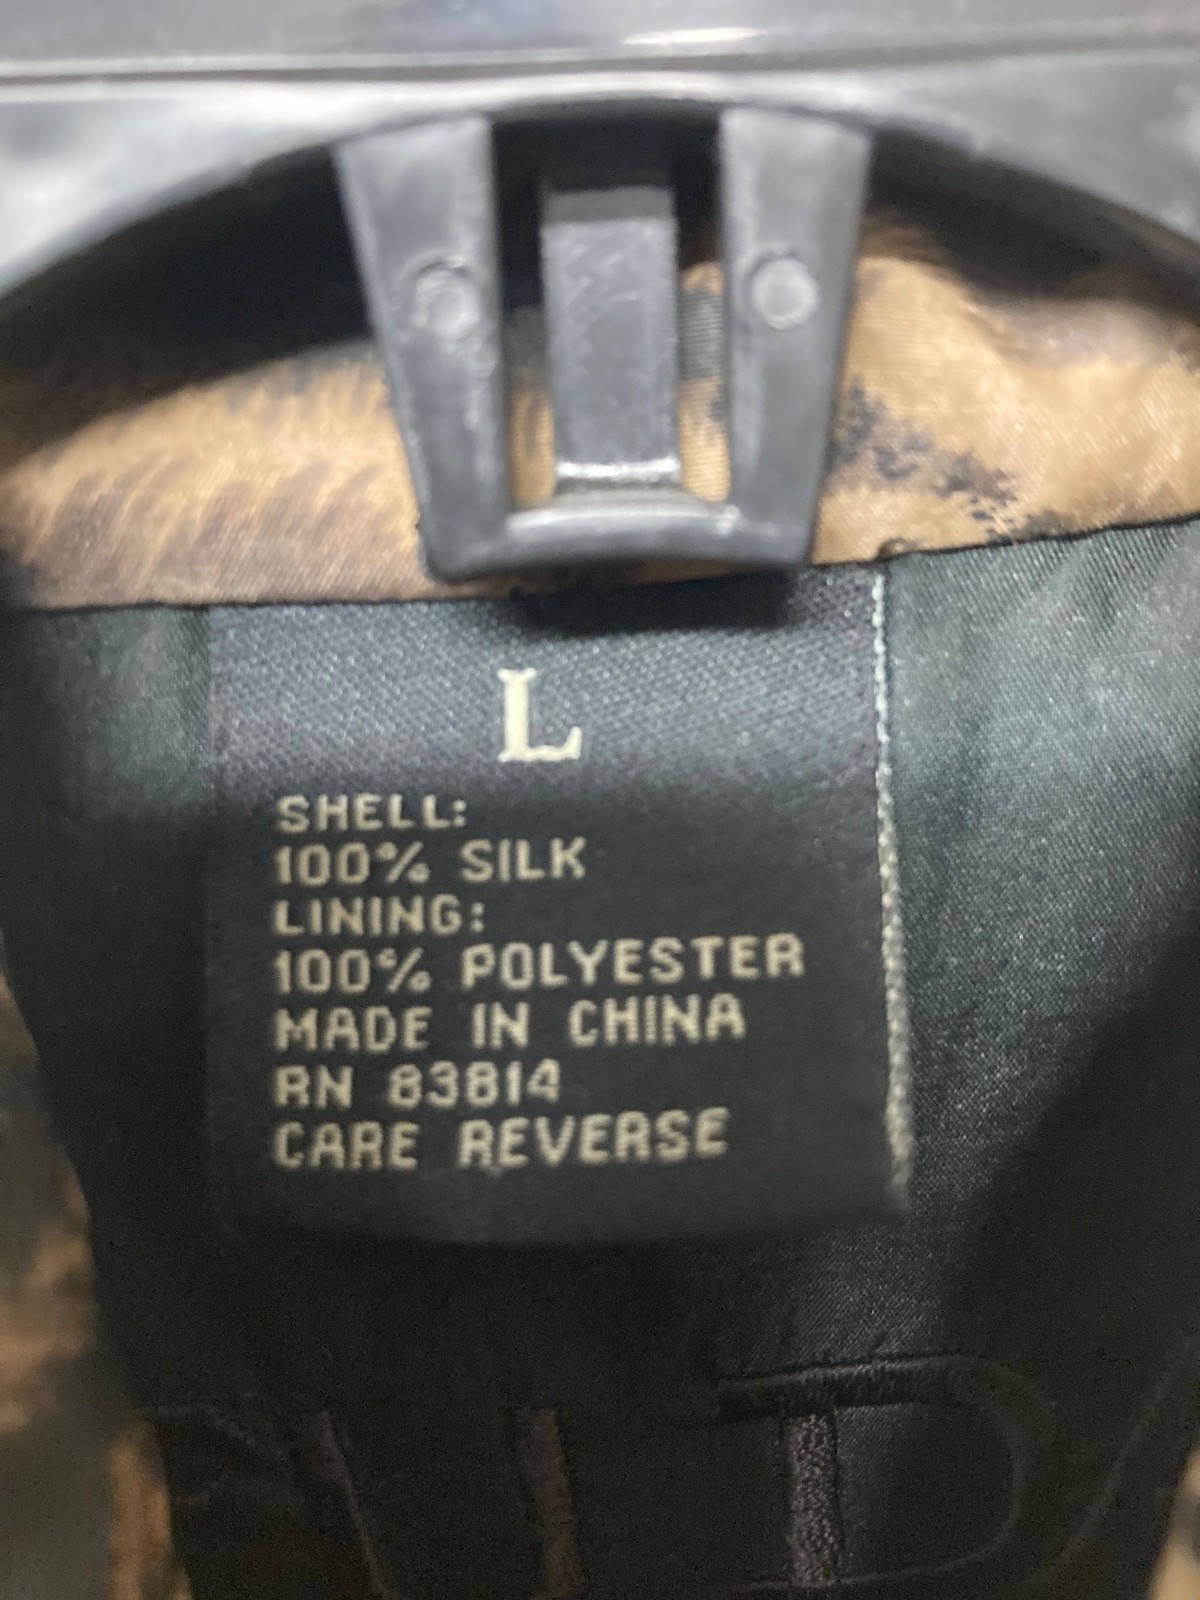 L
SHELL:
100% SILK
LINING:
100% POLYESTER
MADE IN CHINA
RN 83814
CARE REVERSE